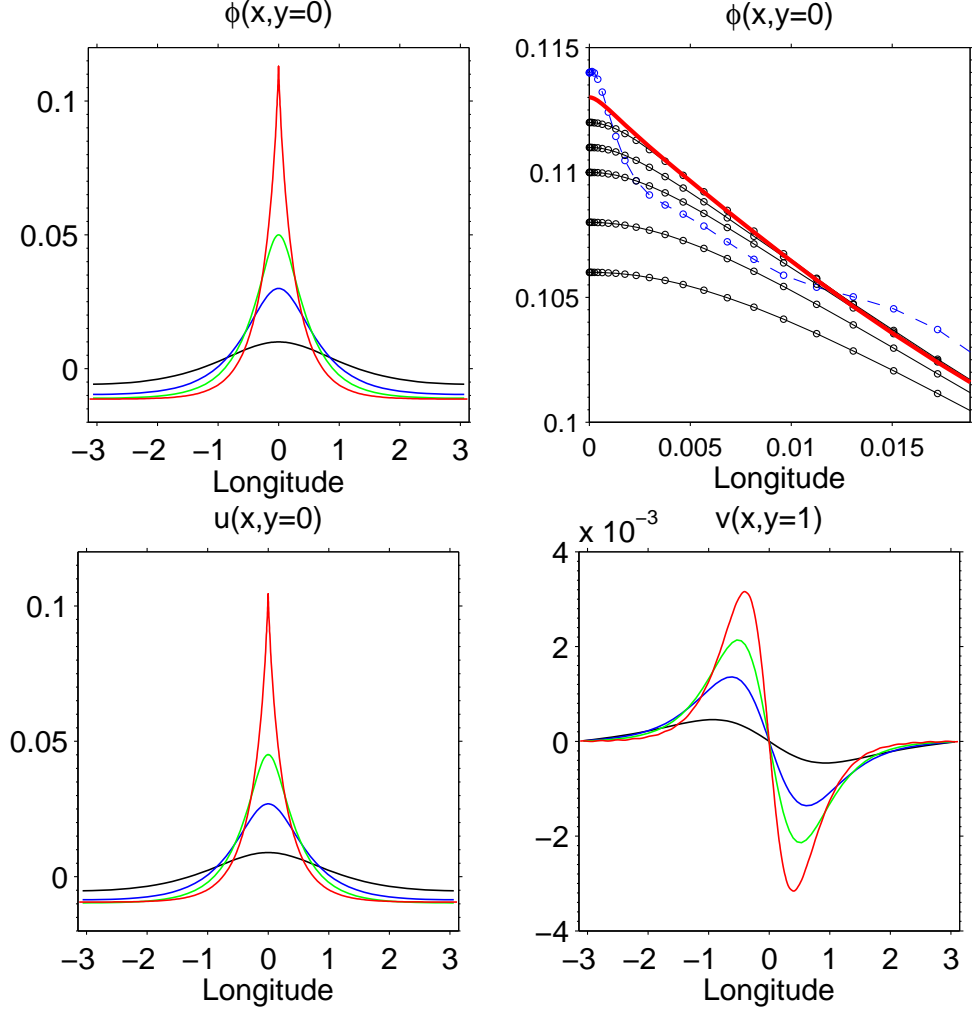 ϕ(x,y=0)
0.1
0.05
0
−3 −2 −1 0 1 2 3
Longitude
ϕ(x,y=0)
0.115
0.11
0.105
0.1
0 0.005 0.01 0.015
Longitude
u(x,y=0)
0.1
0.05
0
−3 −2 −1 0 1 2 3
Longitude
v(x,y=1)
x 10−3
4
2
0
−2
−4
−3 −2 −1 0 1 2 3
Longitude